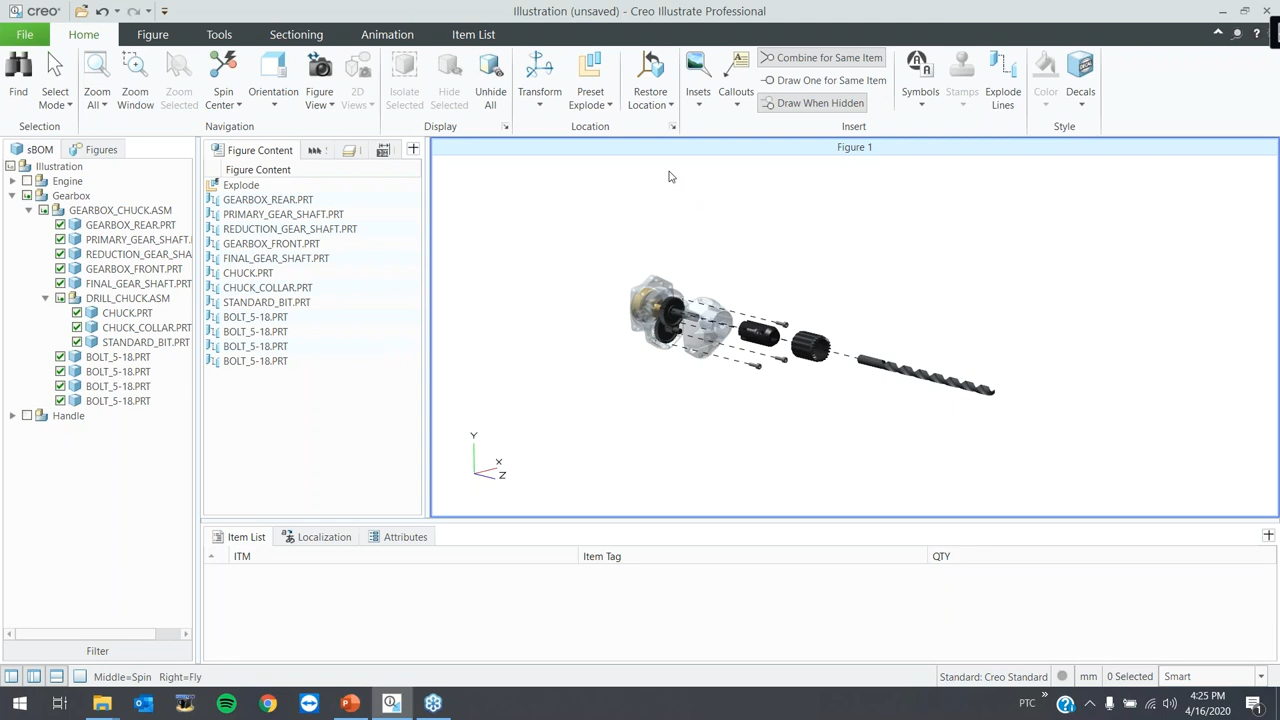 creo Illustration (unsaved) - Creo Illustrate Professional
File Home Figure Tools Sectioning Animation Item List
Find Select Mode Zoom All Zoom Window Zoom Selected Spin Center Orientation Figure View 2D Views Isolate Selected Hide Selected Unhide All Transform Preset Explode Restore Location Inserts Callouts Combine for Same Item Draw One for Same Item Draw When Hidden Symbols Stamps Explode Lines Color Decals
Selection Navigation Display Location Insert Style
sBOM Figures
Illustration
Engine
Gearbox
GEARBOX_CHUCK.ASM
GEARBOX_REAR.PRT
PRIMARY_GEAR_SHAFT.
REDUCTION_GEAR_SHA
GEARBOX_FRONT.PRT
FINAL_GEAR_SHAFT.PRT
DRILL_CHUCK.ASM
CHUCK.PRT
CHUCK_COLLAR.PRT
STANDARD_BIT.PRT
BOLT_5-18.PRT
BOLT_5-18.PRT
BOLT_5-18.PRT
BOLT_5-18.PRT
Handle
Filter
Figure Content
Figure Content
Explode
GEARBOX_REAR.PRT
PRIMARY_GEAR_SHAFT.PRT
REDUCTION_GEAR_SHAFT.PRT
GEARBOX_FRONT.PRT
FINAL_GEAR_SHAFT.PRT
CHUCK.PRT
CHUCK_COLLAR.PRT
STANDARD_BIT.PRT
BOLT_5-18.PRT
BOLT_5-18.PRT
BOLT_5-18.PRT
BOLT_5-18.PRT
Figure 1
Y
X
Z
Item List Localization Attributes
ITM Item Tag QTY
Middle=Spin Right=Fly Standard: Creo Standard mm 0 Selected Smart
PTC
4:25 PM
4/16/2020